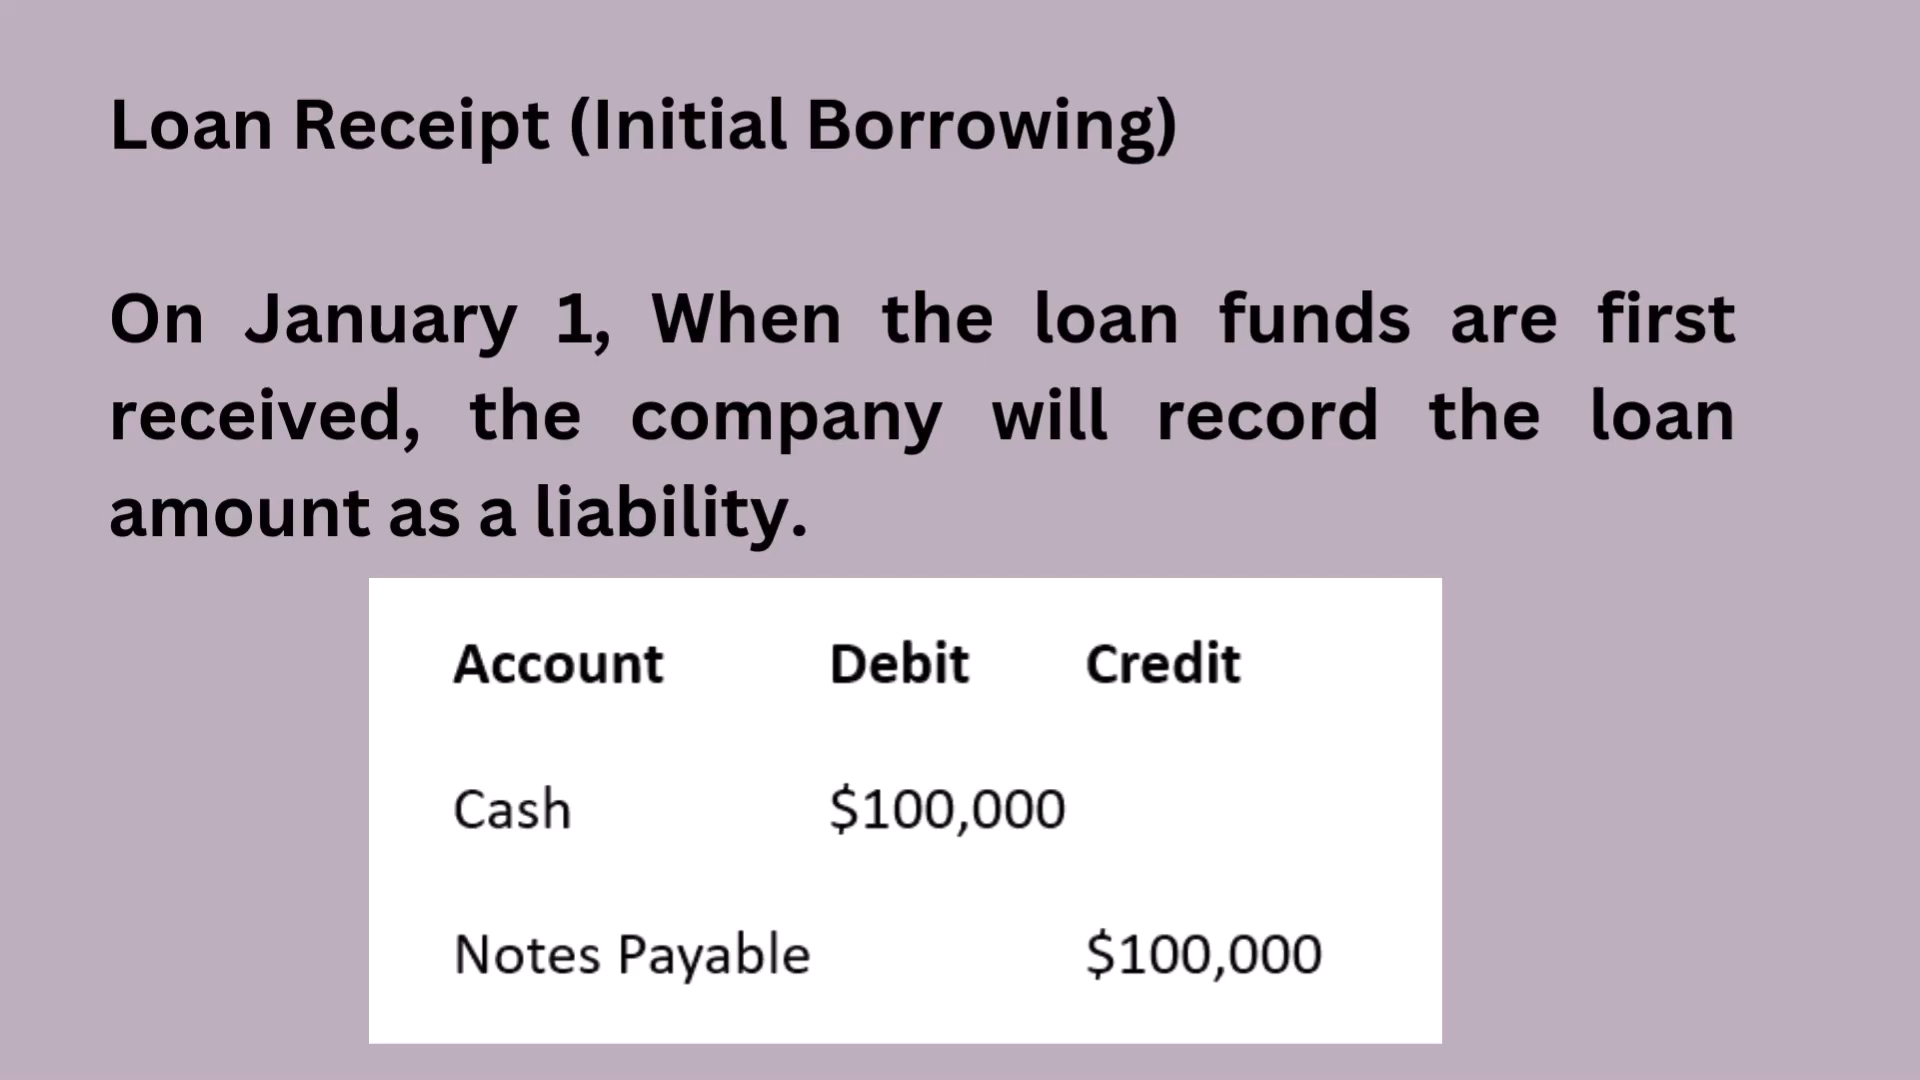 Loan Receipt (Initial Borrowing)
On January 1, When the loan funds are first
received, the company will record the loan
amount as a liability.
Account Debit Credit
Cash $100,000
Notes Payable $100,000